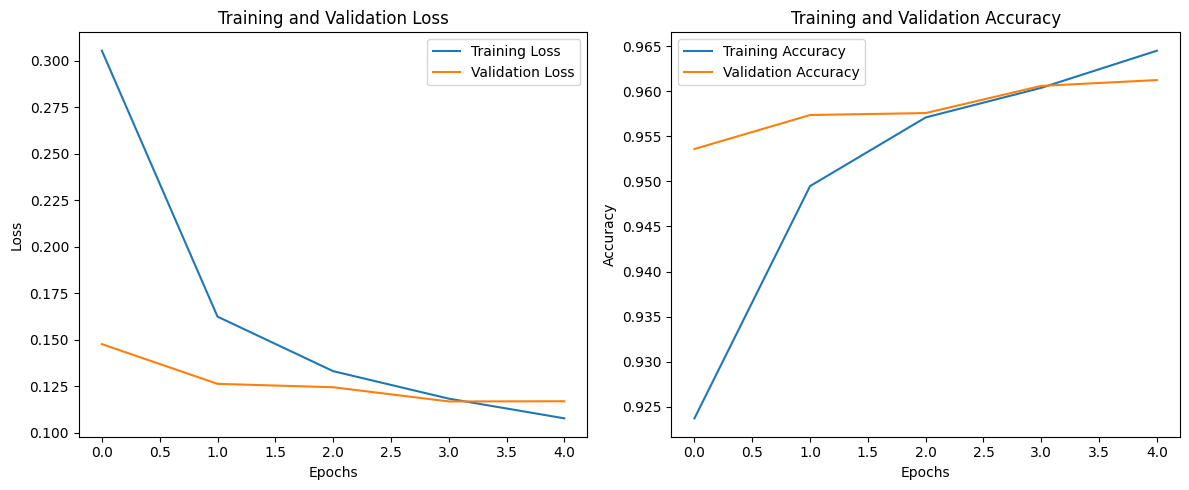 Training and Validation Loss
Training Loss
Validation Loss
0.300
0.275
0.250
0.225
0.200
0.175
0.150
0.125
0.100
Loss
0.0 0.5 1.0 1.5 2.0 2.5 3.0 3.5 4.0
Epochs
Training and Validation Accuracy
Training Accuracy
Validation Accuracy
0.965
0.960
0.955
0.950
0.945
0.940
0.935
0.930
0.925
Accuracy
0.0 0.5 1.0 1.5 2.0 2.5 3.0 3.5 4.0
Epochs